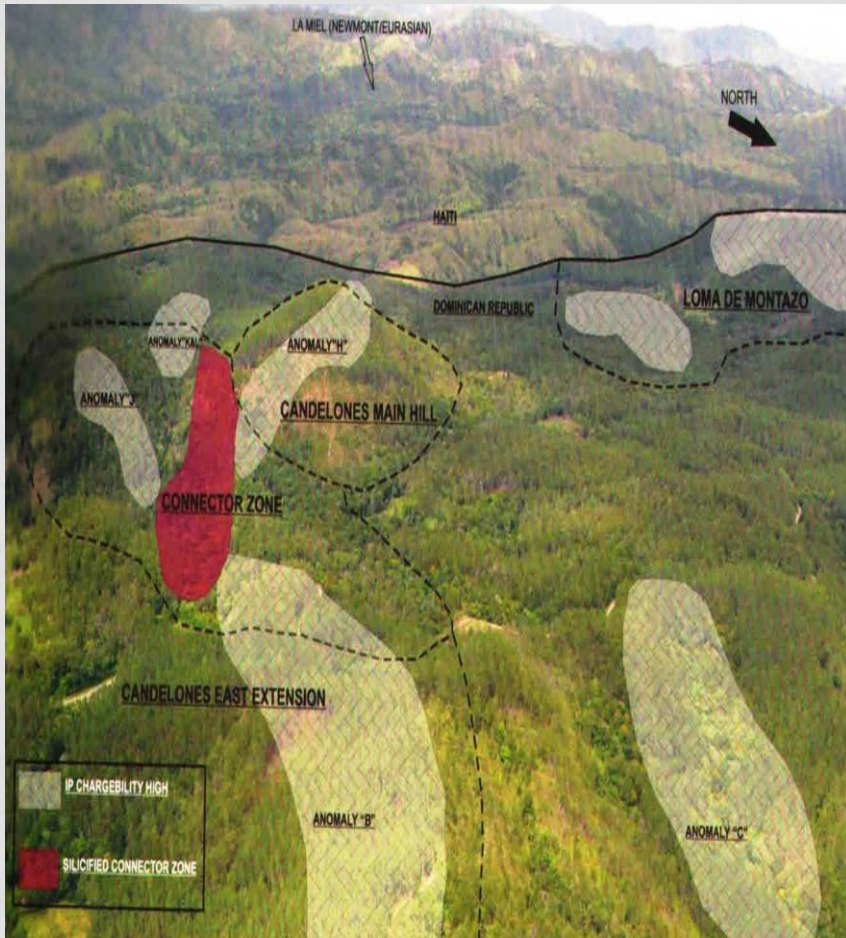 LA MIEL (NEWMONT/EURASIAN)
NORTH
HAITI
DOMINICAN REPUBLIC
LOMA DE MONTAZO
ANOMALY"K&L"
ANOMALY"H"
ANOMALY"J"
CANDELONES MAIN HILL
CONNECTOR ZONE
CANDELONES EAST EXTENSION
IP CHARGEBILITY HIGH
ANOMALY "B"
ANOMALY "C"
SILICIFIED CONNECTOR ZONE